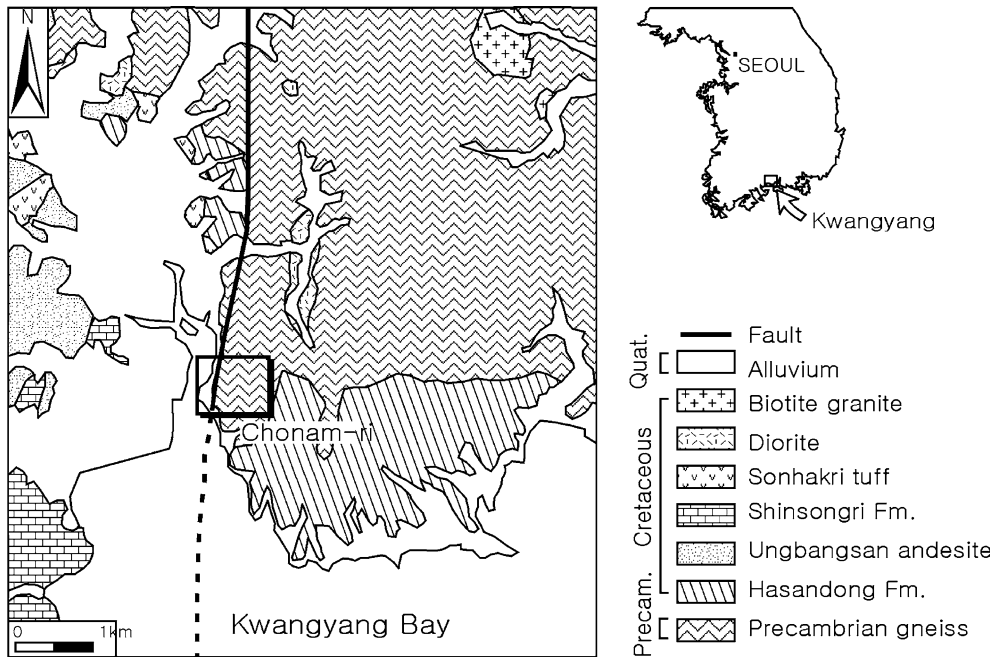 N
SEOUL
Kwangyang
Chonam-ri
Kwangyang Bay
0 1km
Quat.
Cretaceous
Precam.
Fault
Alluvium
Biotite granite
Diorite
Sonhakri tuff
Shinsongri Fm.
Ungbangsan andesite
Hasandong Fm.
Precambrian gneiss